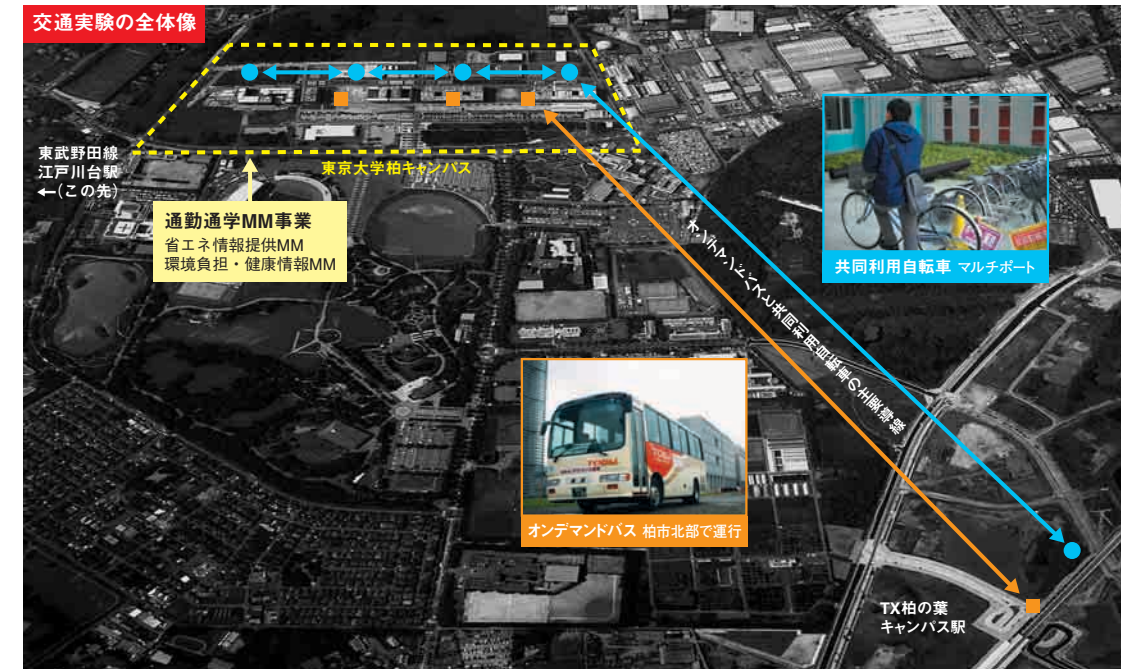 交通実験の全体像
東武野田線
江戸川台駅
←(この先)
東京大学柏キャンパス
通勤通学MM事業
省エネ情報提供MM
環境負担・健康情報MM
共同利用自転車 マルチポート
オンデマンドバスと共同利用自転車の主要導線
オンデマンドバス 柏市北部で運行
TX柏の葉
キャンパス駅